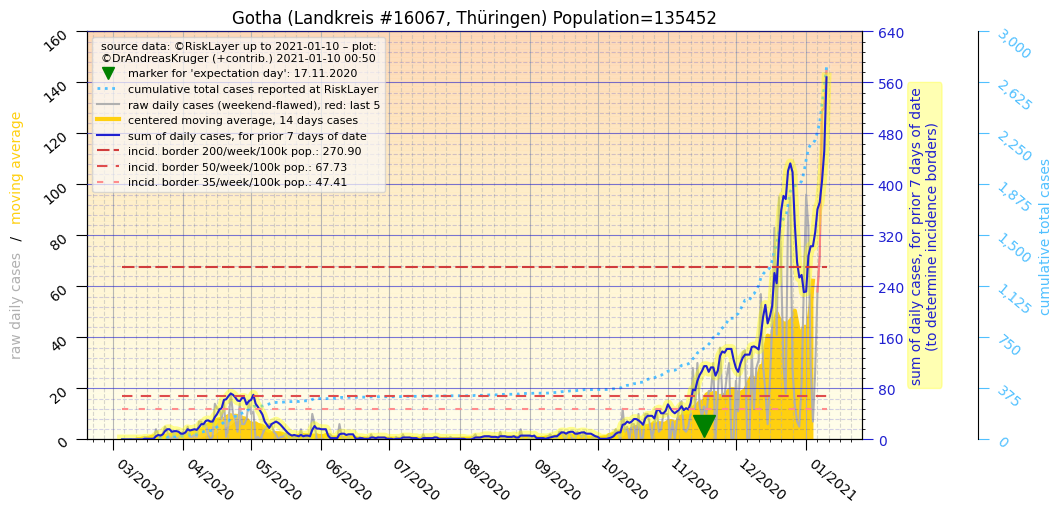 Gotha (Landkreis #16067, Thüringen) Population=135452
source data: ©RiskLayer up to 2021-01-10 – plot:
©DrAndreasKruger (+contrib.) 2021-01-10 00:50
marker for 'expectation day': 17.11.2020
cumulative total cases reported at RiskLayer
raw daily cases (weekend-flawed), red: last 5
centered moving average, 14 days cases
sum of daily cases, for prior 7 days of date
incid. border 200/week/100k pop.: 270.90
incid. border 50/week/100k pop.: 67.73
incid. border 35/week/100k pop.: 47.41
raw daily cases / moving average
160
140
120
100
80
60
40
20
0
03/2020
04/2020
05/2020
06/2020
07/2020
08/2020
09/2020
10/2020
11/2020
12/2020
01/2021
640
560
480
400
320
240
160
80
0
sum of daily cases, for prior 7 days of date
(to determine incidence borders)
3,000
2,625
2,250
1,875
1,500
1,125
750
375
0
cumulative total cases